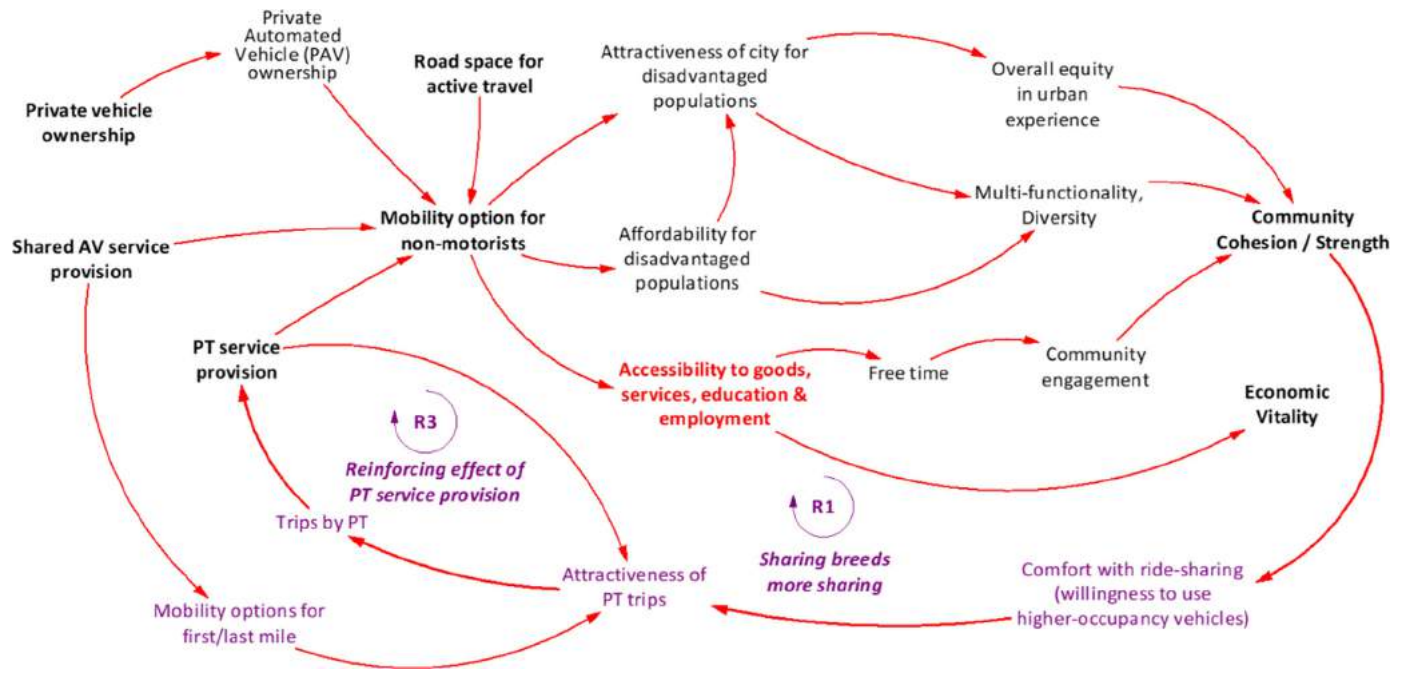 Private
Automated
Vehicle (PAV)
ownership
Private vehicle
ownership
Road space for
active travel
Attractiveness of city for
disadvantaged
populations
Overall equity
in urban
experience
Mobility option for
non-motorists
Multi-functionality,
Diversity
Community
Cohesion / Strength
Shared AV service
provision
Affordability for
disadvantaged
populations
PT service
provision
Accessibility to goods,
services, education &
employment
Free time
Community
engagement
Economic
Vitality
R3
Reinforcing effect of
PT service provision
R1
Sharing breeds
more sharing
Trips by PT
Attractiveness of
PT trips
Comfort with ride-sharing
(willingness to use
higher-occupancy vehicles)
Mobility options for
first/last mile